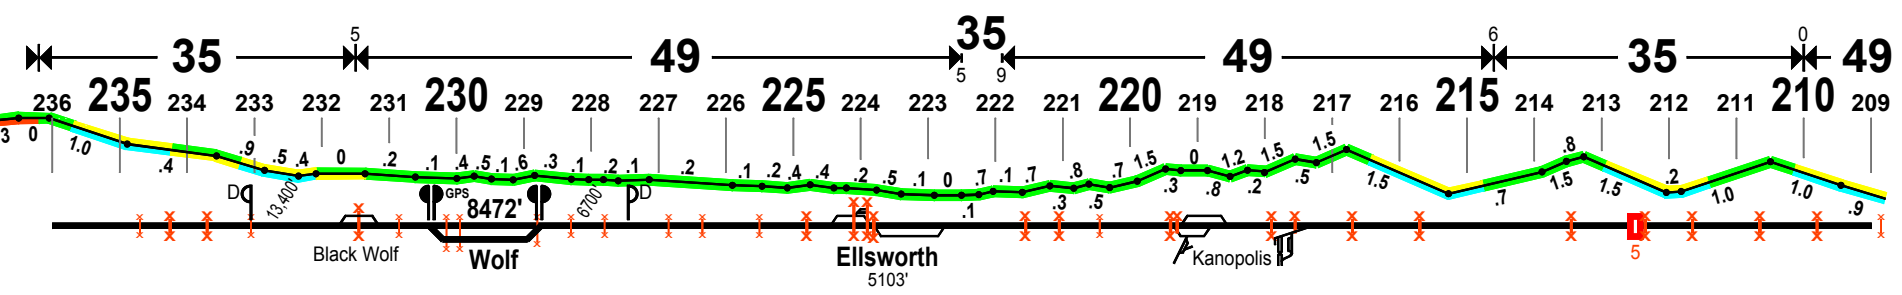 35
5 6 0
35 49 49 35 49
5 9
236 235 234 233 232 231 230 229 228 227 226 225 224 223 222 221 220 219 218 217 216 215 214 213 212 211 210 209
3 0 1.0 .4 .9 .5 .4 0 .2 .1 .4 .5 .1 .6 .3 .1 .2 .1 .2 .1 .2 .4 .4 .2 .4 .5 .1 0 .1 .7 .1 .7 .3 .8 .5 .7 1.5 .3 0 .8 1.2 .2 1.5 .5 1.5 1.5 .7 1.5 .8 1.5 .2 1.0 1.0 .9
D 13,400' GPS 8472' 6700' D
Black Wolf
Wolf
Ellsworth
5103'
Kanopolis
5